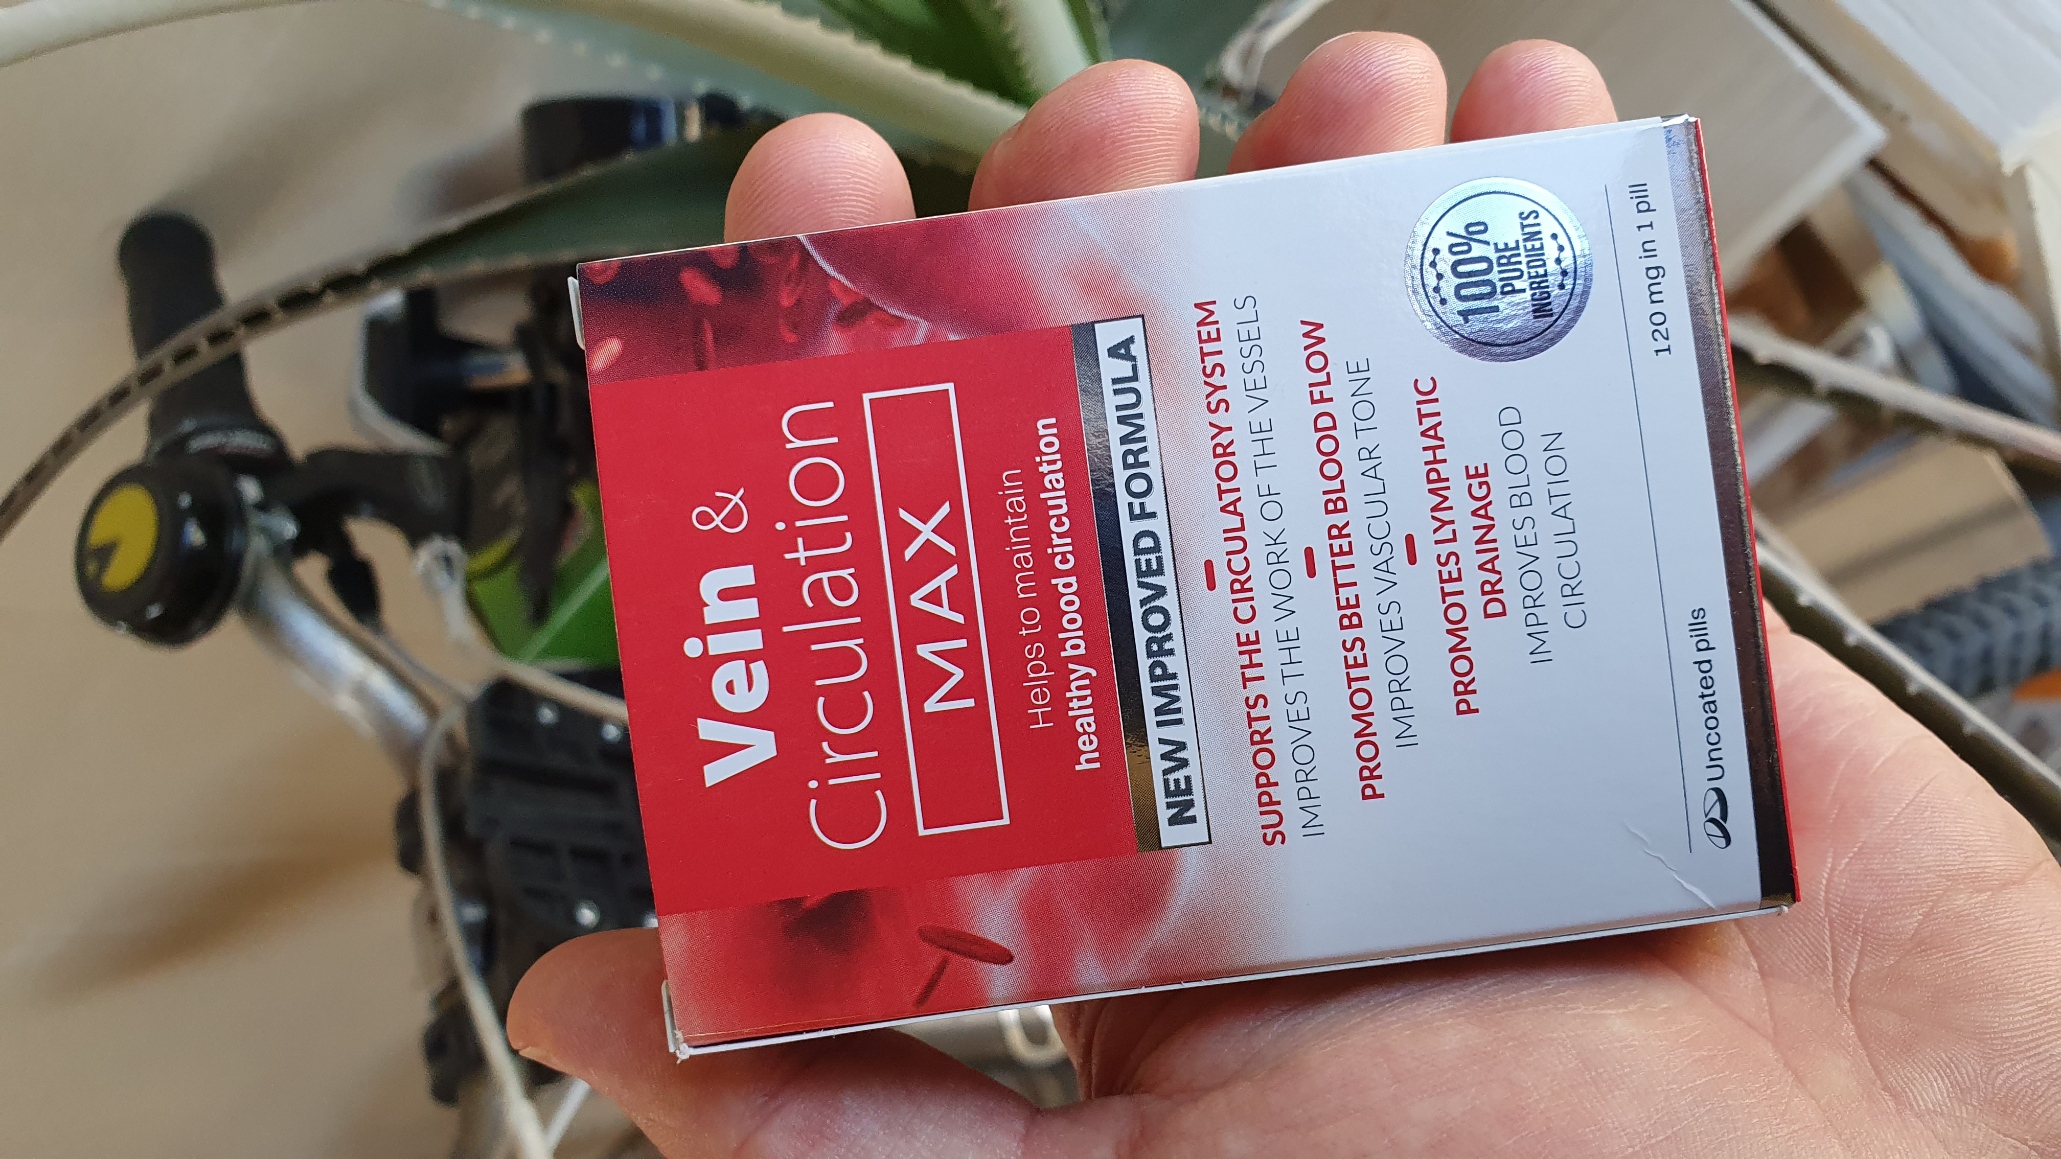 Vein &
Circulation
MAX
Helps to maintain
healthy blood circulation
NEW IMPROVED FORMULA
SUPPORTS THE CIRCULATORY SYSTEM
IMPROVES THE WORK OF THE VESSELS
PROMOTES BETTER BLOOD FLOW
IMPROVES VASCULAR TONE
PROMOTES LYMPHATIC
DRAINAGE
IMPROVES BLOOD
CIRCULATION
100%
PURE
INGREDIENTS
Uncoated pills
120 mg in 1 pill